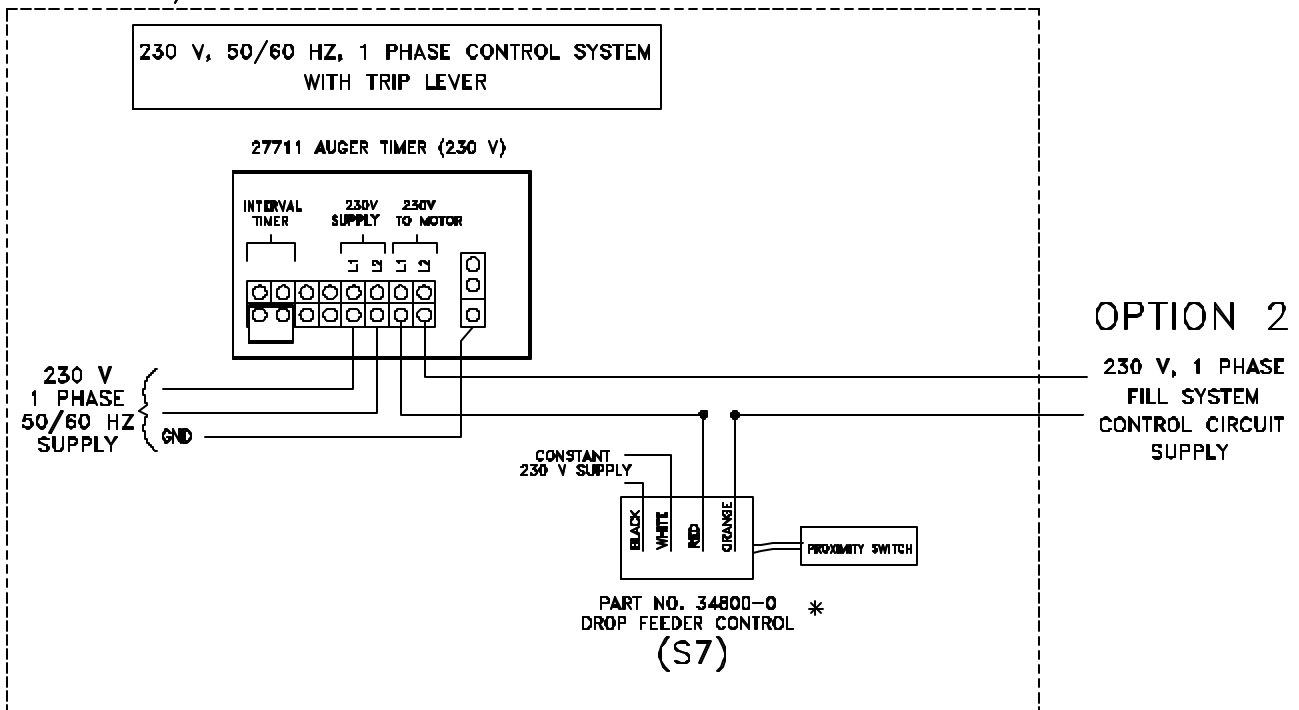 230 V, 50/60 HZ, 1 PHASE CONTROL SYSTEM
WITH TRIP LEVER
27711 AUGER TIMER (230 V)
INTERVAL
TIMER
230V
SUPPLY
230V
TO MOTOR
L1
L2
L1
L2
230 V
1 PHASE
50/60 HZ
SUPPLY
GND
OPTION 2
230 V, 1 PHASE
FILL SYSTEM
CONTROL CIRCUIT
SUPPLY
CONSTANT
230 V SUPPLY
BLACK
WHITE
RED
ORANGE
PROXIMITY SWITCH
PART NO. 34800-0 *
DROP FEEDER CONTROL
(S7)